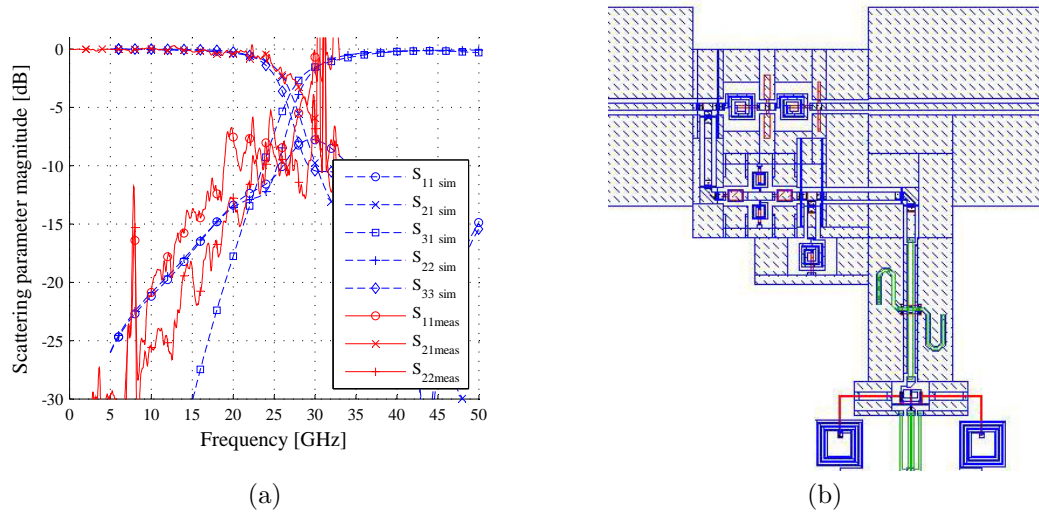 0
-5
-10
-15
-20
-25
-30
0 5 10 15 20 25 30 35 40 45 50
Scattering parameter magnitude [dB]
Frequency [GHz]
S11 sim
S21 sim
S31 sim
S22 sim
S33 sim
S11meas
S21meas
S22meas
(a)
(b)